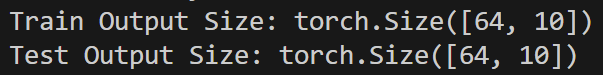 Train Output Size: torch.Size([64, 10])
Test Output Size: torch.Size([64, 10])